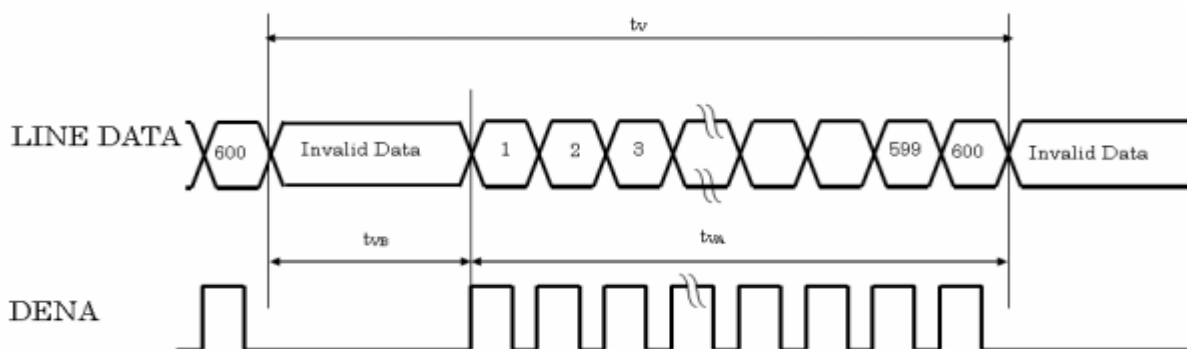 tv
LINE DATA
600
Invalid Data
1
2
3
599
600
Invalid Data
tVB
tVA
DENA